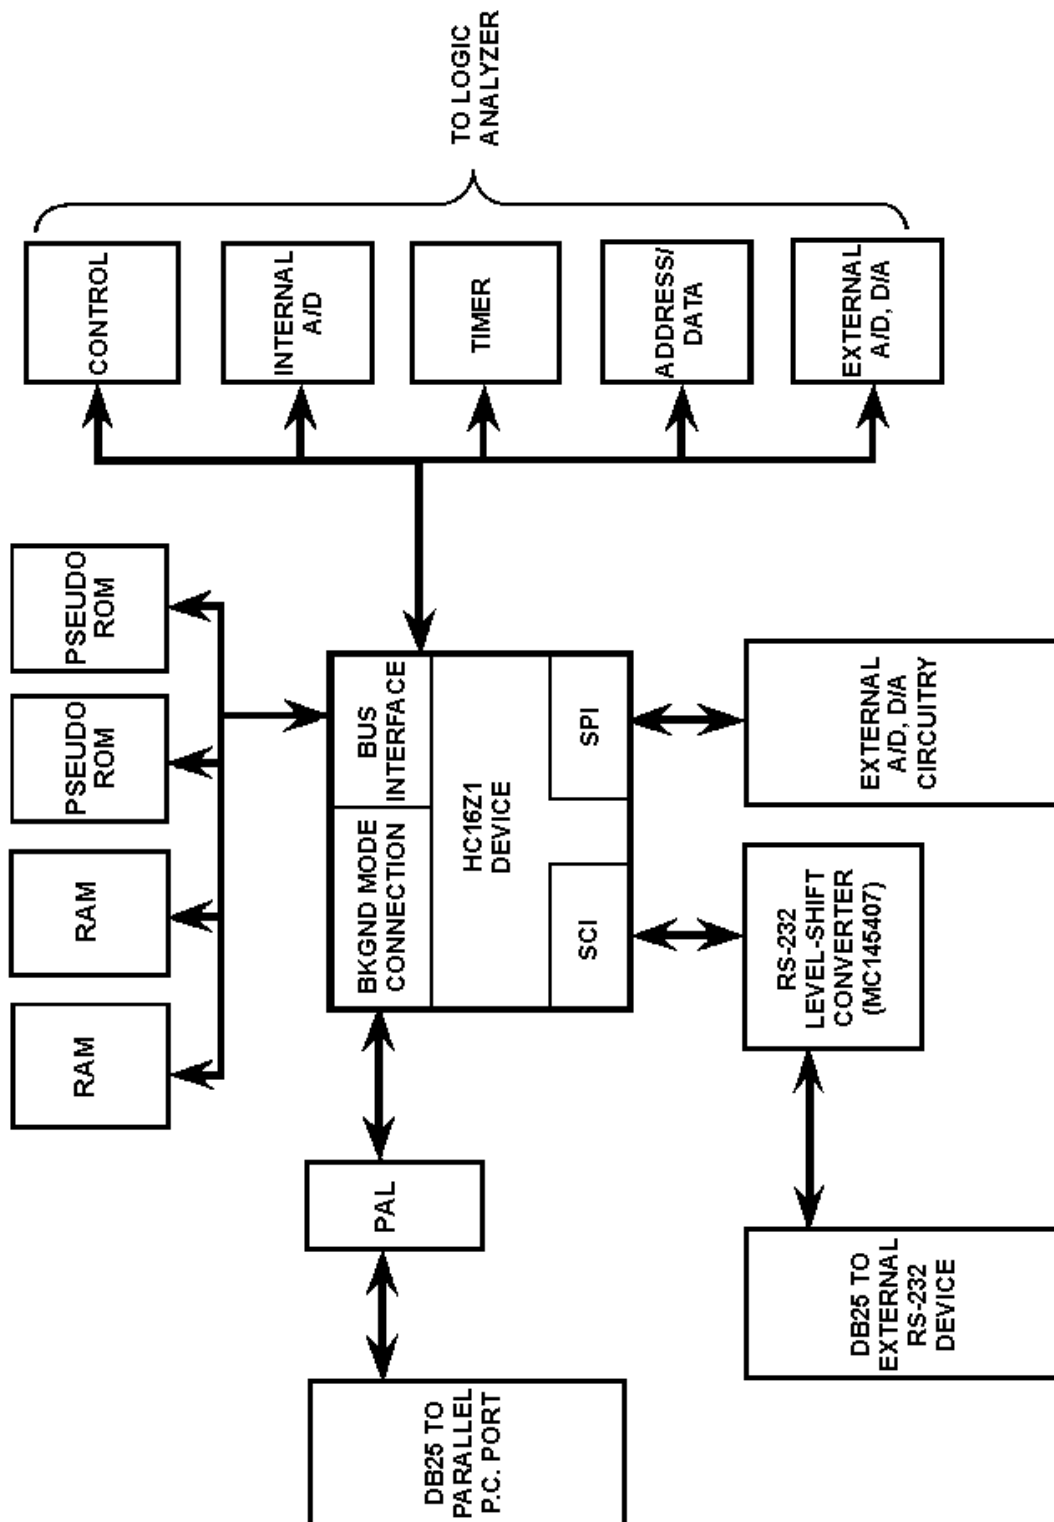 RAM
RAM
PSEUDO
ROM
PSEUDO
ROM
CONTROL
INTERNAL
A/D
TIMER
ADDRESS/
DATA
EXTERNAL
A/D, D/A
TO LOGIC
ANALYZER
DB25 TO
PARALLEL
P.C. PORT
PAL
BKGND MODE
CONNECTION
BUS
INTERFACE
HC16Z1
DEVICE
SCI
SPI
DB25 TO
EXTERNAL
RS-232
DEVICE
RS-232
LEVEL-SHIFT
CONVERTER
(MC145407)
EXTERNAL
A/D, D/A
CIRCUITRY